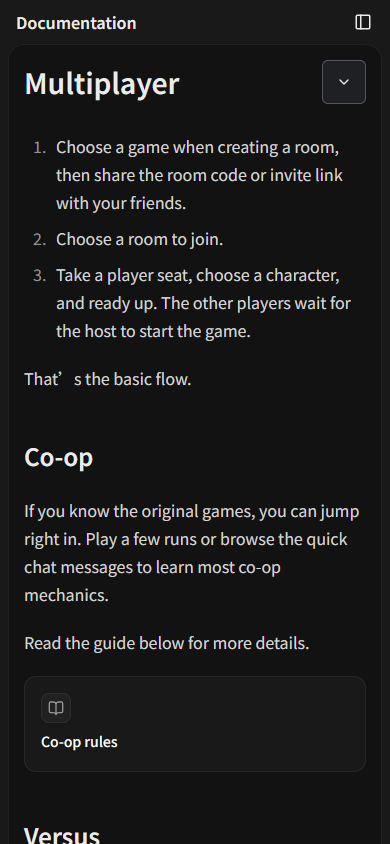 Documentation
Multiplayer
1. Choose a game when creating a room,
then share the room code or invite link
with your friends.
2. Choose a room to join.
3. Take a player seat, choose a character,
and ready up. The other players wait for
the host to start the game.
That’s the basic flow.
Co-op
If you know the original games, you can jump
right in. Play a few runs or browse the quick
chat messages to learn most co-op
mechanics.
Read the guide below for more details.
Co-op rules
Versus